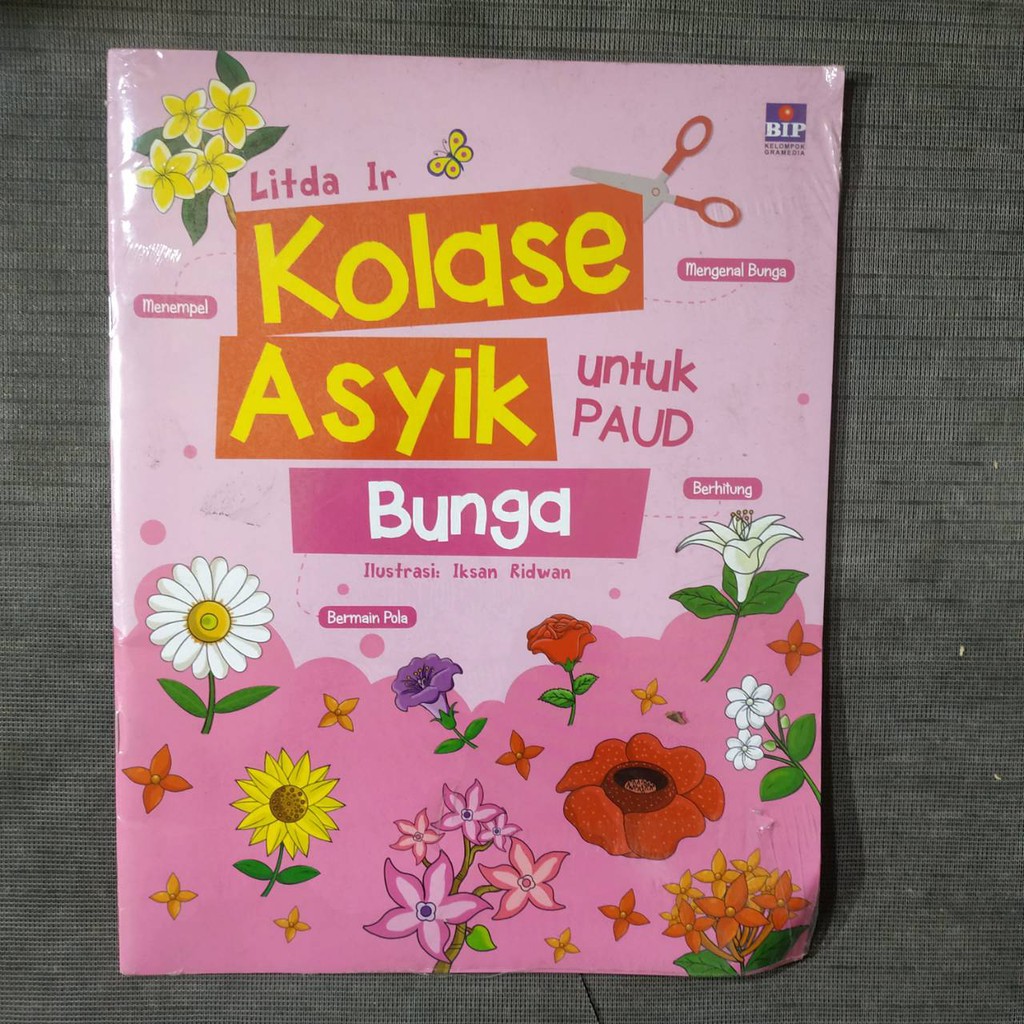 BIP
KELOMPOK
GRAMEDIA
Litda Ir
Kolase
Mengenal Bunga
Menempel
Asyik
untuk
PAUD
Bunga
Berhitung
Ilustrasi: Iksan Ridwan
Bermain Pola